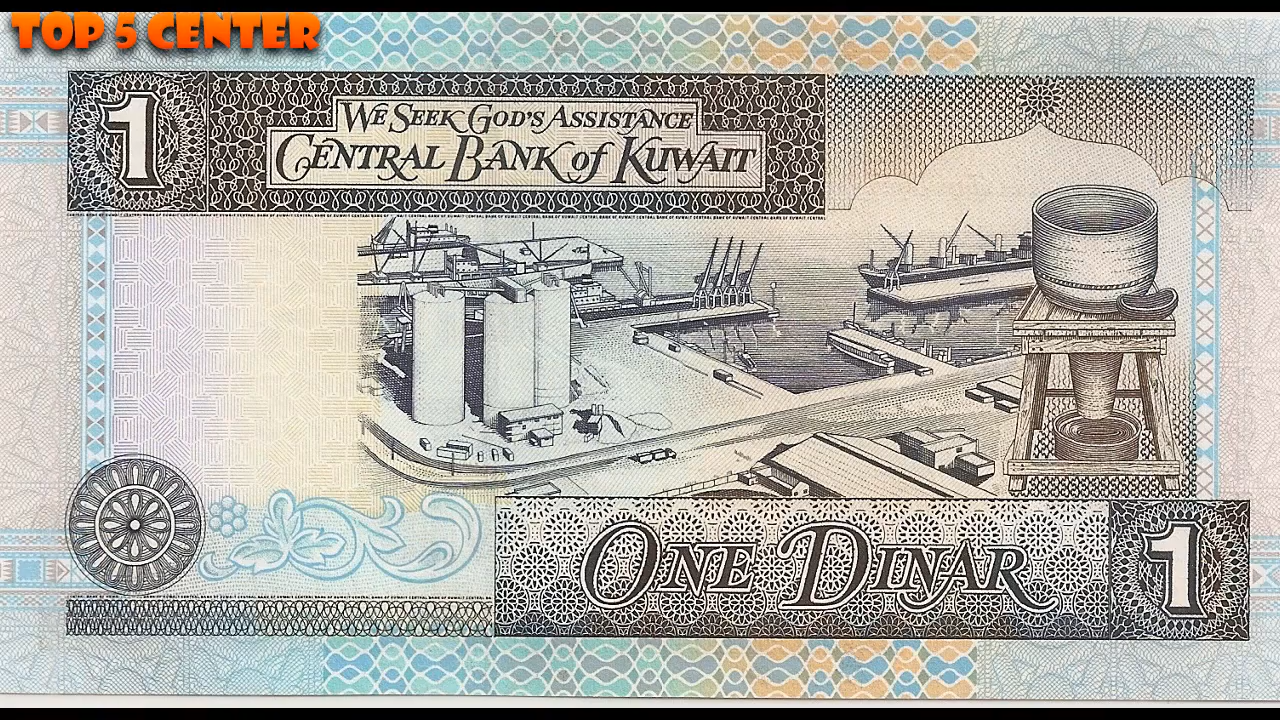 TOP 5 CENTER
1
WE SEEK GOD'S ASSISTANCE
CENTRAL BANK of KUWAIT
ONE DINAR
1